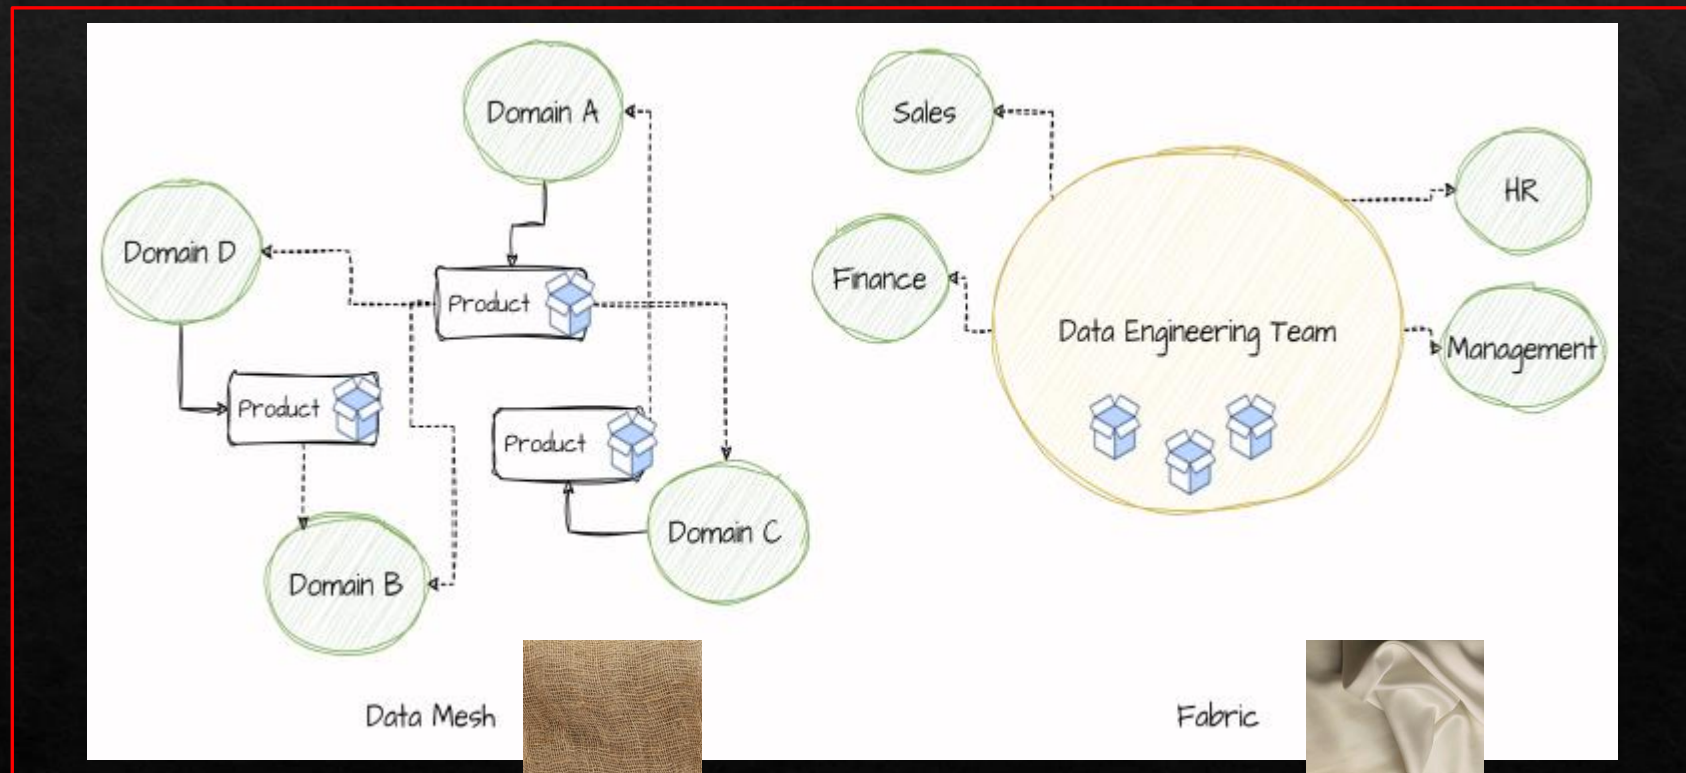 Domain A
Domain D
Product
Product
Product
Domain C
Domain B
Data Mesh
Sales
HR
Finance
Data Engineering Team
Management
Fabric